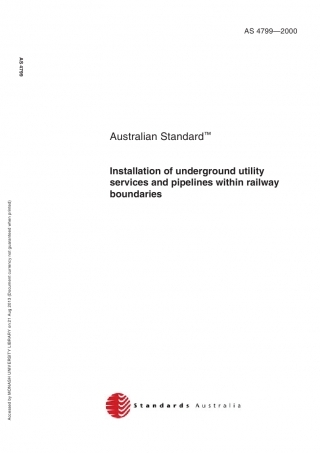 AS 4799—2000
AS 4799
Australian Standard™
Installation of underground utility
services and pipelines within railway
boundaries
Accessed by MONASH UNIVERSITY LIBRARY on 21 Aug 2010 (Document currency not guaranteed when printed)
Standards Australia